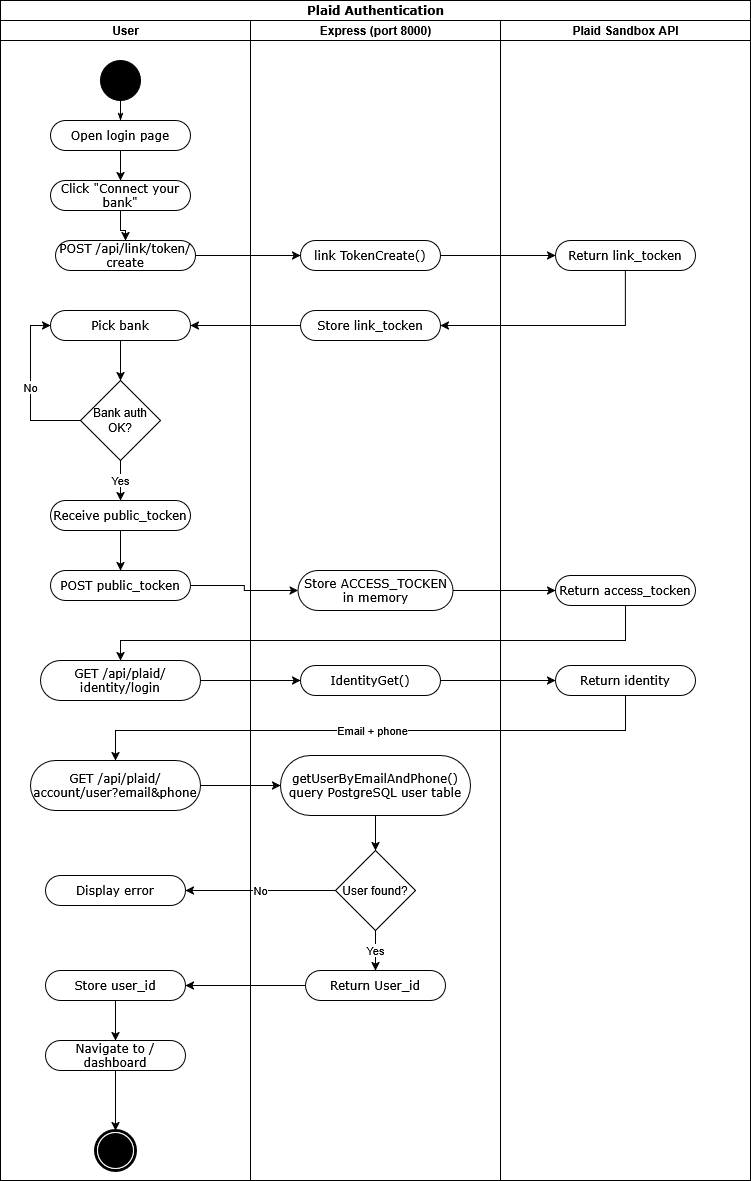 Plaid Authentication
User
Express (port 8000)
Plaid Sandbox API
Open login page
Click "Connect your
bank"
POST /api/link/token/
create
link TokenCreate()
Return link_tocken
Pick bank
Store link_tocken
No
Bank auth
OK?
Yes
Receive public_tocken
POST public_tocken
Store ACCESS_TOCKEN
in memory
Return access_tocken
GET /api/plaid/
identity/login
IdentityGet()
Return identity
Email + phone
GET /api/plaid/
account/user?email&phone
getUserByEmailAndPhone()
query PostgreSQL user table
Display error
No
User found?
Yes
Store user_id
Return User_id
Navigate to /
dashboard